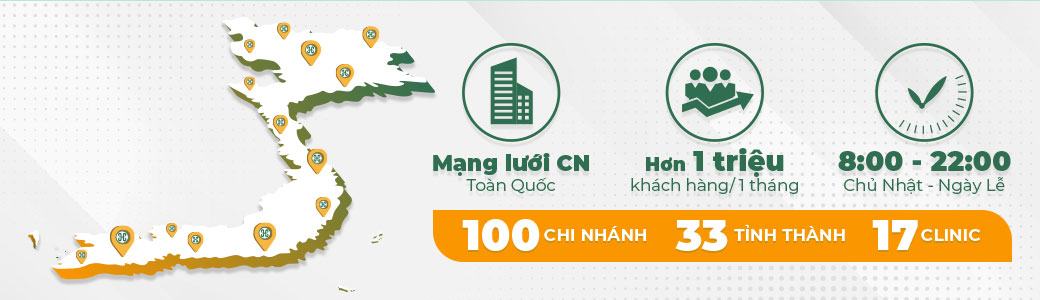 Mạng lưới CN
Toàn Quốc
Hơn 1 triệu
khách hàng/ 1 tháng
8:00 - 22:00
Chủ Nhật - Ngày Lễ
100 CHI NHÁNH
33 TỈNH THÀNH
17 CLINIC